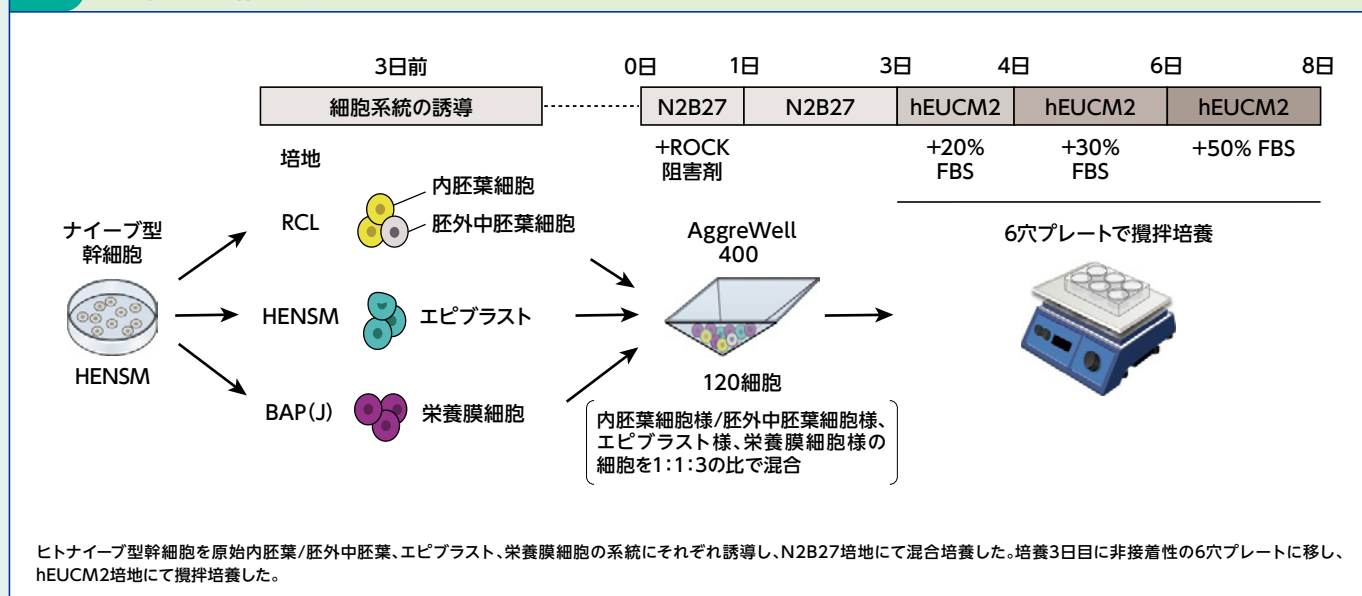 3日前
0日 1日 3日 4日 6日 8日
細胞系統の誘導
N2B27 N2B27 hEUCM2 hEUCM2 hEUCM2
+ROCK
阻害剤
+20%
FBS
+30%
FBS
+50% FBS
培地
ナイーブ型
幹細胞
HENSM
RCL
内胚葉細胞
胚外中胚葉細胞
HENSM
エピブラスト
BAP(J)
栄養膜細胞
AggreWell
400
120細胞
内胚葉細胞様/胚外中胚葉細胞様、
エピブラスト様、栄養膜細胞様の
細胞を1:1:3の比で混合
6穴プレートで攪拌培養
ヒトナイーブ型幹細胞を原始内胚葉/胚外中胚葉、エピブラスト、栄養膜細胞の系統にそれぞれ誘導し、N2B27培地にて混合培養した。培養3日目に非接着性の6穴プレートに移し、
hEUCM2培地にて攪拌培養した。